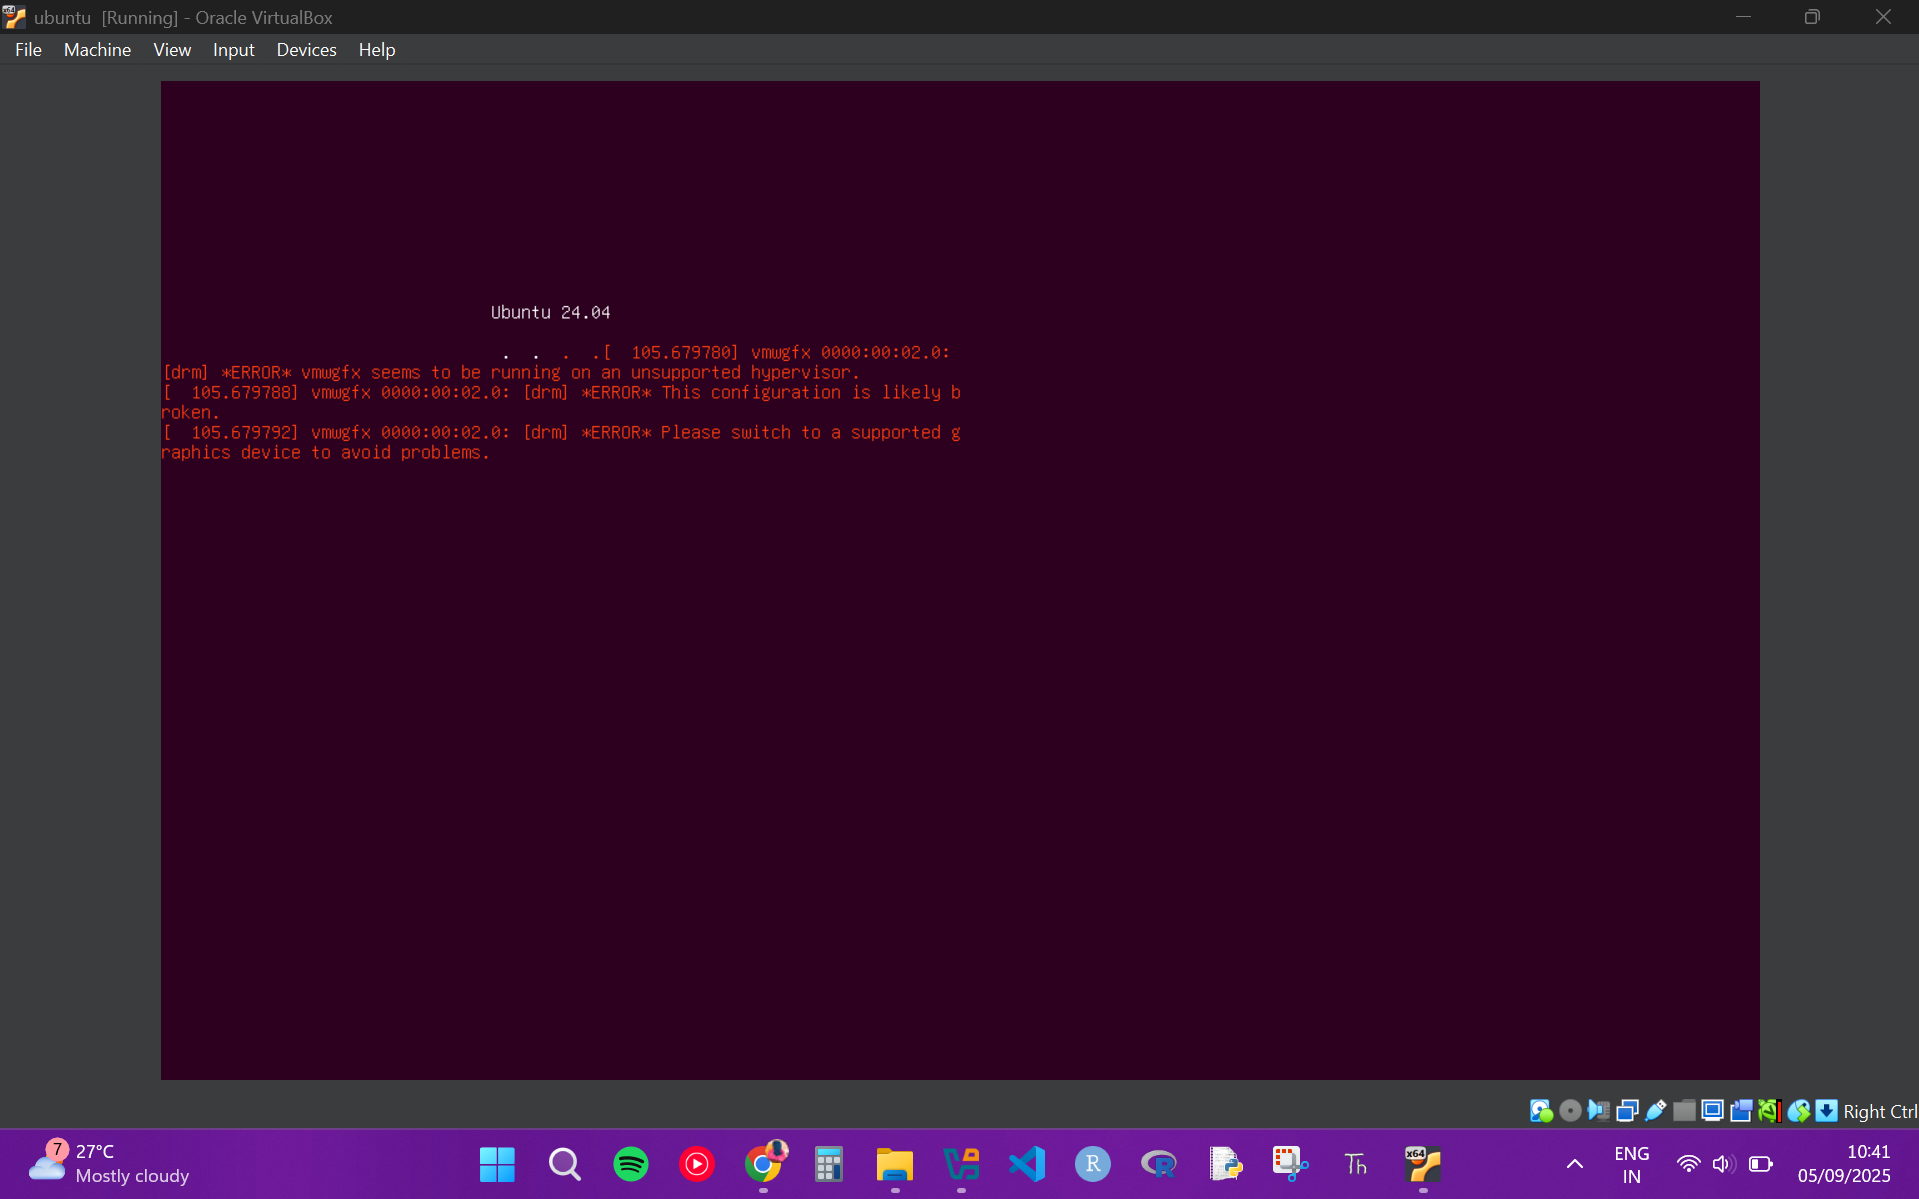 ubuntu [Running] - Oracle VirtualBox
File Machine View Input Devices Help
Ubuntu 24.04
. . . .[  105.679780] vmwgfx 0000:00:02.0:
[drm] *ERROR* vmwgfx seems to be running on an unsupported hypervisor.
[  105.679788] vmwgfx 0000:00:02.0: [drm] *ERROR* This configuration is likely b
roken.
[  105.679792] vmwgfx 0000:00:02.0: [drm] *ERROR* Please switch to a supported g
raphics device to avoid problems.
Right Ctrl
7
27°C
Mostly cloudy
R
R
Th
x64
ENG
IN
10:41
05/09/2025